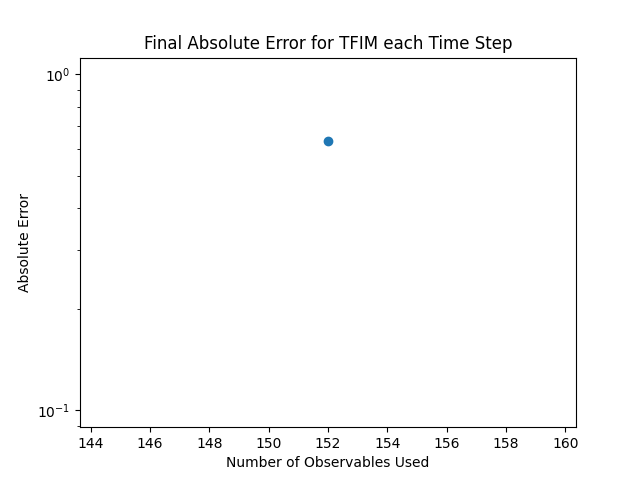 Final Absolute Error for TFIM each Time Step
10⁰
10⁻¹
Absolute Error
144 146 148 150 152 154 156 158 160
Number of Observables Used